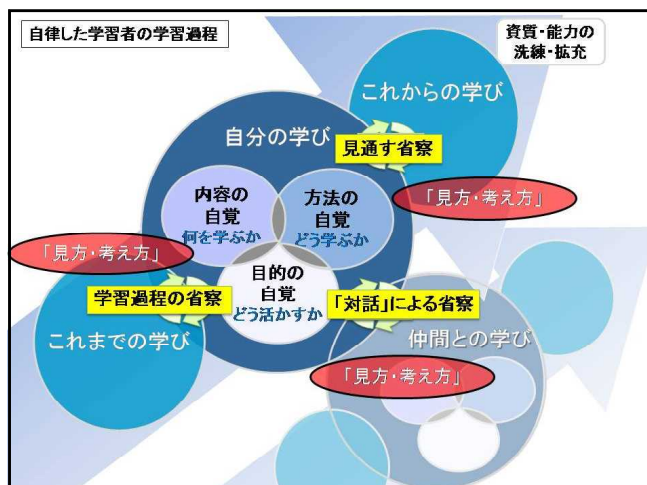 自律した学習者の学習過程
資質・能力の
洗練・拡充
これからの学び
自分の学び
見通す省察
内容の
自覚
何を学ぶか
方法の
自覚
どう学ぶか
「見方・考え方」
「見方・考え方」
目的の
自覚
どう活かすか
学習過程の省察
「対話」による省察
これまでの学び
仲間との学び
「見方・考え方」